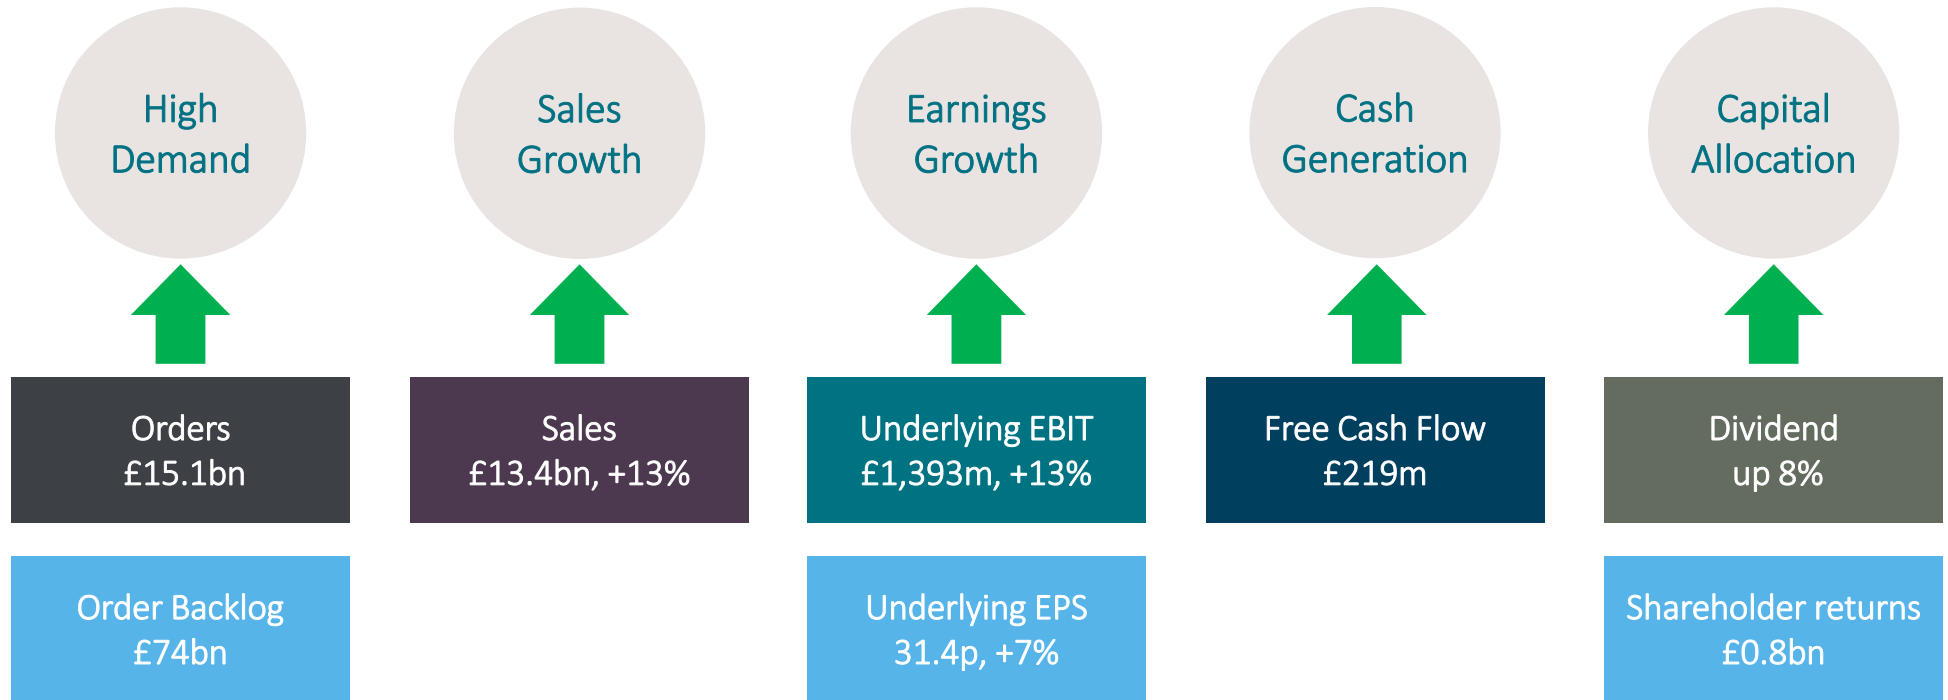 High
Demand
Sales
Growth
Earnings
Growth
Cash
Generation
Capital
Allocation
Orders
£15.1bn
Sales
£13.4bn, +13%
Underlying EBIT
£1,393m, +13%
Free Cash Flow
£219m
Dividend
up 8%
Order Backlog
£74bn
Underlying EPS
31.4p, +7%
Shareholder returns
£0.8bn